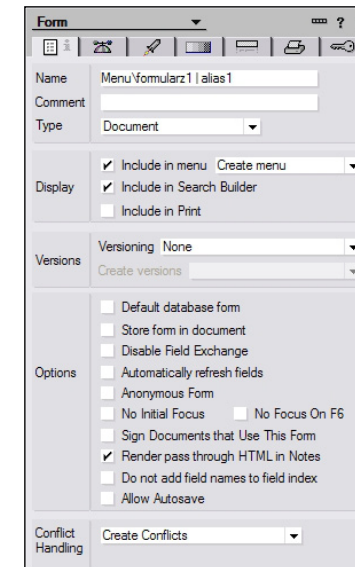 Form ?
Name Menu\formularz1 | alias1
Comment
Type Document
Display
Include in menu Create menu
Include in Search Builder
Include in Print
Versions
Versioning None
Create versions
Options
Default database form
Store form in document
Disable Field Exchange
Automatically refresh fields
Anonymous Form
No Initial Focus No Focus On F6
Sign Documents that Use This Form
Render pass through HTML in Notes
Do not add field names to field index
Allow Autosave
Conflict
Handling
Create Conflicts